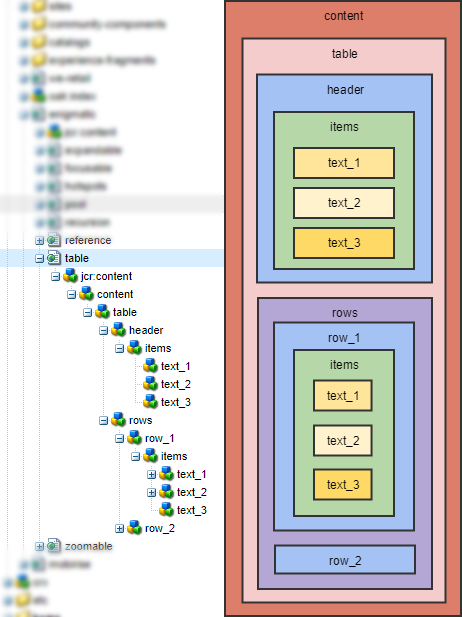 sites
community-components
catalogs
experience-fragments
we-retail
oak:index
enigmatic
jcr:content
expandable
focusable
hotspots
pool
recursion
reference
table
jcr:content
content
table
header
items
text_1
text_2
text_3
rows
row_1
items
text_1
text_2
text_3
row_2
zoomable
etc
content
table
header
items
text_1
text_2
text_3
rows
row_1
items
text_1
text_2
text_3
row_2